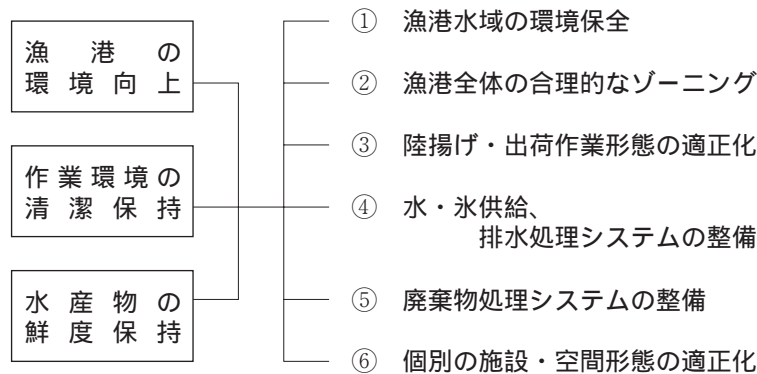 漁港の
環境向上
作業環境の
清潔保持
水産物の
鮮度保持
① 漁港水域の環境保全
② 漁港全体の合理的なゾーニング
③ 陸揚げ・出荷作業形態の適正化
④ 水・氷供給、
排水処理システムの整備
⑤ 廃棄物処理システムの整備
⑥ 個別の施設・空間形態の適正化